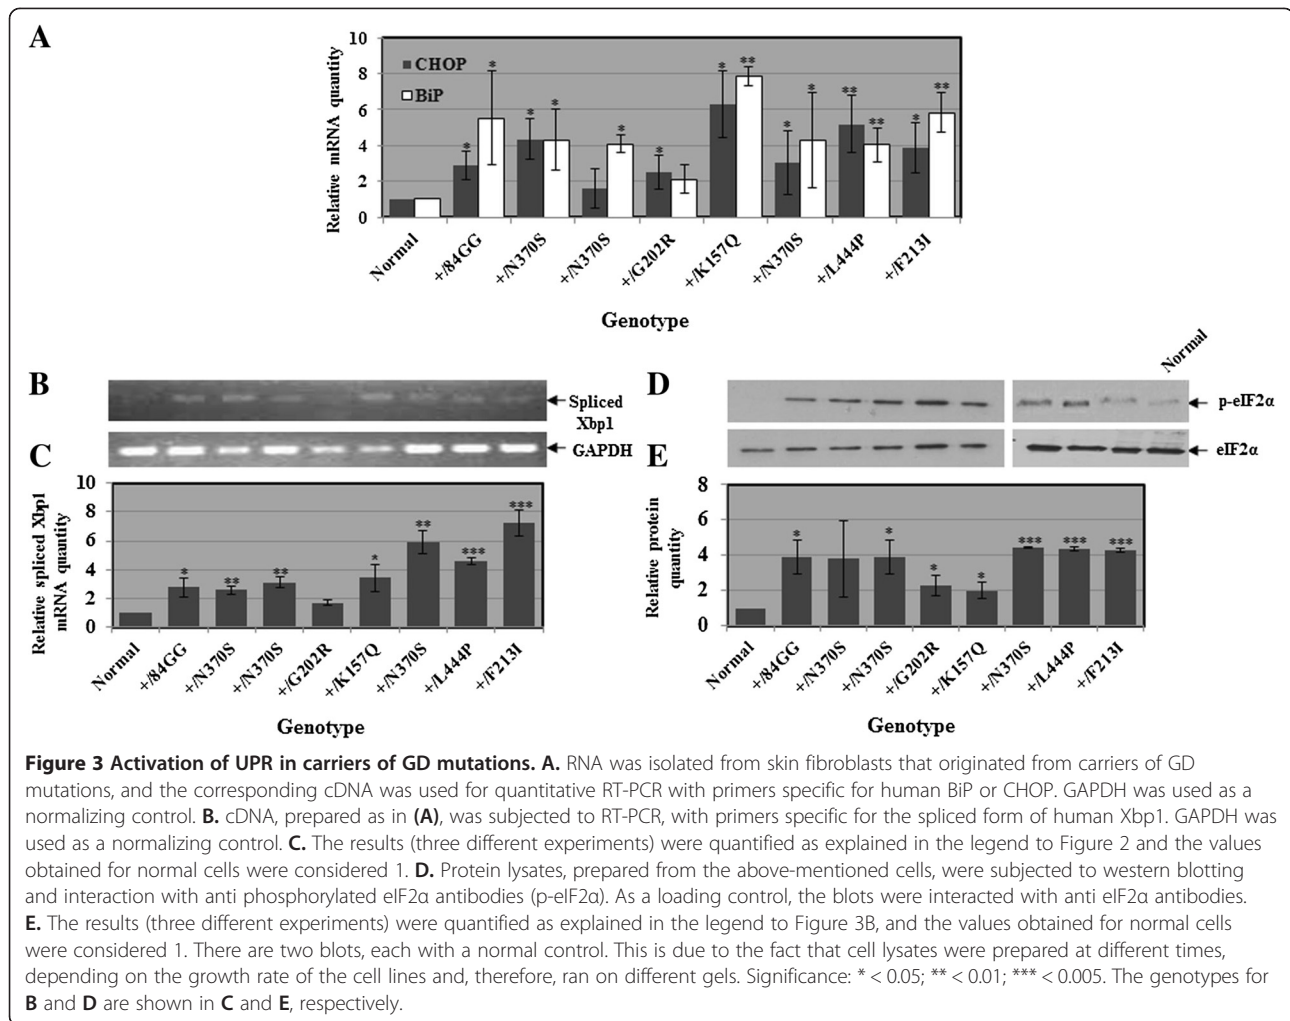 A
10
8
6
4
2
0
Relative mRNA quantity
CHOP
BiP
*
*
*
*
*
*
*
**
*
*
**
**
*
**
Normal
+/84GG
+/N370S
+/N370S
+/G202R
+/K157Q
+/N370S
+/L444P
+/F213I
Genotype
B
Spliced
Xbp1
GAPDH
C
10
8
6
4
2
0
Relative spliced Xbp1
mRNA quantity
*
**
**
*
**
***
***
Normal
+/84GG
+/N370S
+/N370S
+/G202R
+/K157Q
+/N370S
+/L444P
+/F213I
Genotype
D
Normal
p-eIF2α
eIF2α
E
8
6
4
2
0
Relative protein
quantity
*
*
*
*
***
***
***
Normal
+/84GG
+/N370S
+/N370S
+/G202R
+/K157Q
+/N370S
+/L444P
+/F213I
Genotype
Figure 3 Activation of UPR in carriers of GD mutations. A. RNA was isolated from skin fibroblasts that originated from carriers of GD
mutations, and the corresponding cDNA was used for quantitative RT-PCR with primers specific for human BiP or CHOP. GAPDH was used as a
normalizing control. B. cDNA, prepared as in (A), was subjected to RT-PCR, with primers specific for the spliced form of human Xbp1. GAPDH was
used as a normalizing control. C. The results (three different experiments) were quantified as explained in the legend to Figure 2 and the values
obtained for normal cells were considered 1. D. Protein lysates, prepared from the above-mentioned cells, were subjected to western blotting
and interaction with anti phosphorylated eIF2α antibodies (p-eIF2α). As a loading control, the blots were interacted with anti eIF2α antibodies.
E. The results (three different experiments) were quantified as explained in the legend to Figure 3B, and the values obtained for normal cells
were considered 1. There are two blots, each with a normal control. This is due to the fact that cell lysates were prepared at different times,
depending on the growth rate of the cell lines and, therefore, ran on different gels. Significance: * < 0.05; ** < 0.01; *** < 0.005. The genotypes for
B and D are shown in C and E, respectively.